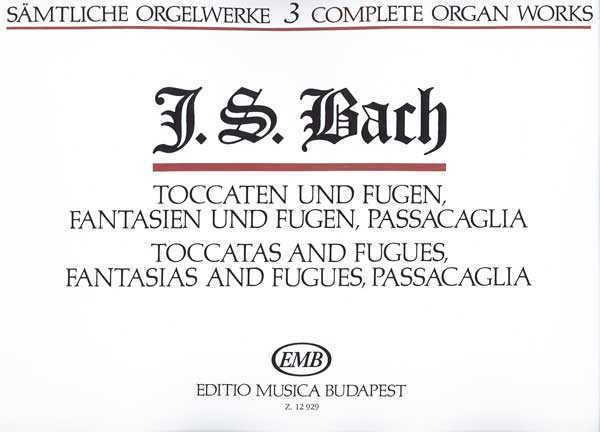 SÄMTLICHE ORGELWERKE 3 COMPLETE ORGAN WORKS
J. S. Bach
TOCCATEN UND FUGEN,
FANTASIEN UND FUGEN, PASSACAGLIA
TOCCATAS AND FUGUES,
FANTASIAS AND FUGUES, PASSACAGLIA
EMB
EDITIO MUSICA BUDAPEST
Z. 12 929